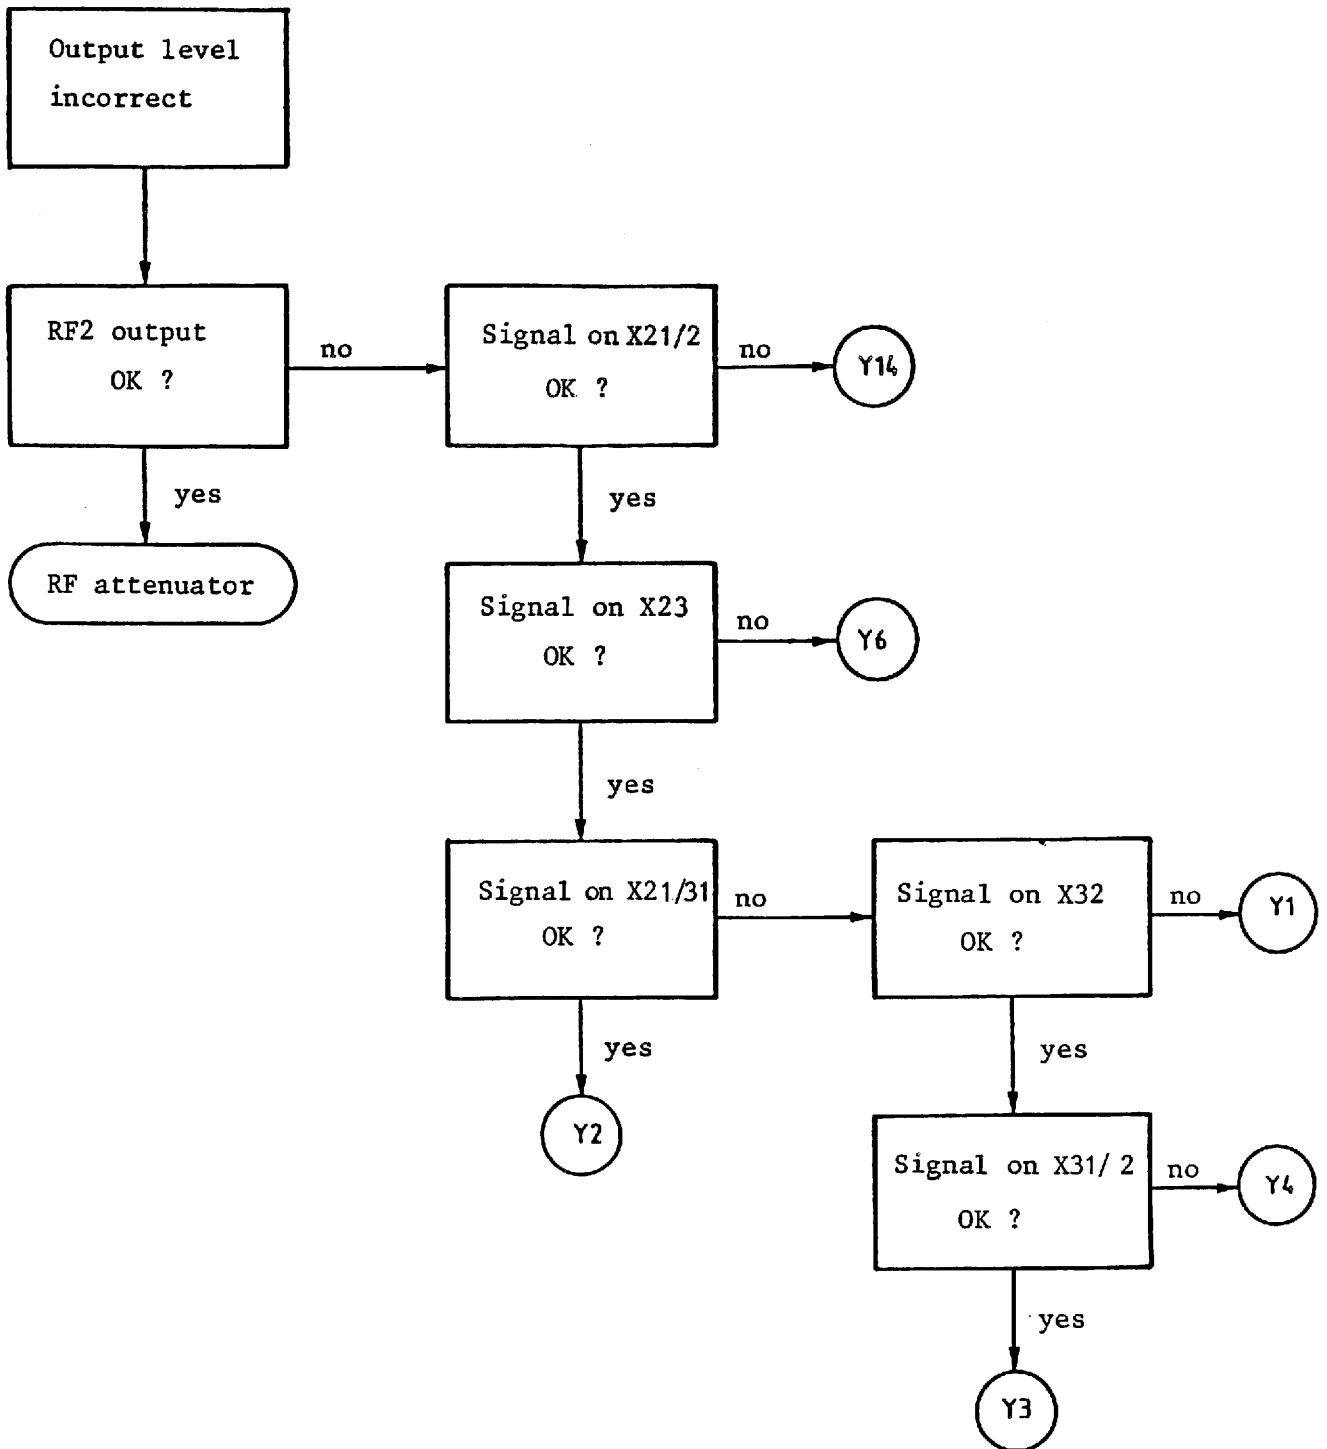 Output level
incorrect
RF2 output
OK ?
no
Signal on X21/2
OK ?
no
Y14
yes
RF attenuator
yes
Signal on X23
OK ?
no
Y6
yes
Signal on X21/31
OK ?
no
Signal on X32
OK ?
no
Y1
yes
Y2
yes
Signal on X31/ 2
OK ?
no
Y4
yes
Y3